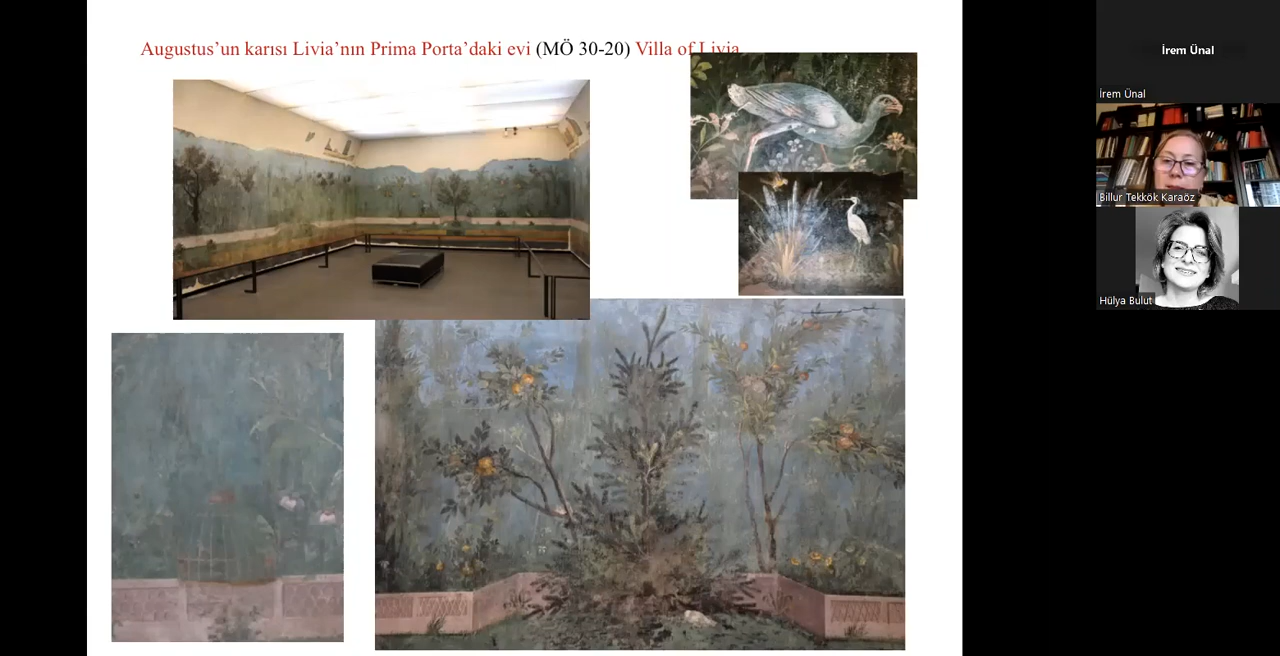 Augustus’un karısı Livia’nın Prima Porta’daki evi (MÖ 30-20) Villa of Livia
İrem Ünal
İrem Ünal
Billur Tekkök Karaöz
Hülya Bulut